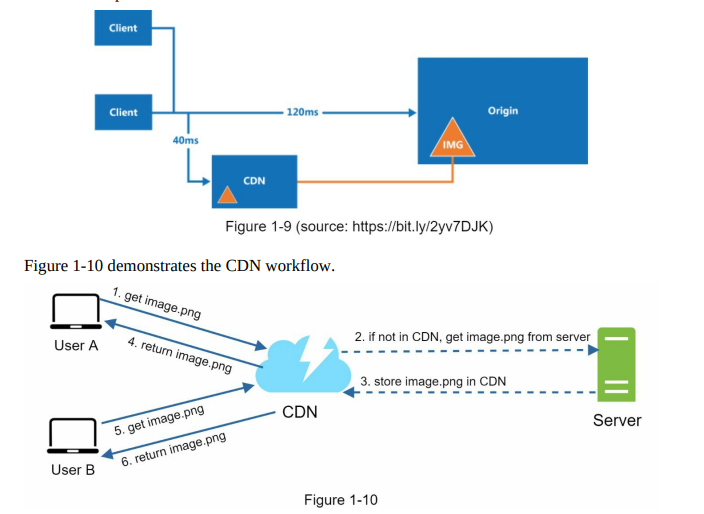 Client
Client
120ms
Origin
40ms
IMG
CDN
Figure 1-9 (source: https://bit.ly/2yv7DJK)
Figure 1-10 demonstrates the CDN workflow.
1. get image.png
2. if not in CDN, get image.png from server
User A
4. return image.png
3. store image.png in CDN
CDN
5. get image.png
Server
6. return image.png
User B
Figure 1-10